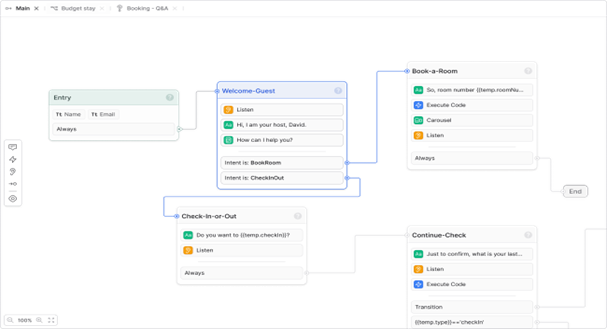 Main
Budget stay
Booking - Q&A
Book-a-Room
So, room number {{temp.roomNu...
Execute Code
Carousel
Listen
Always
Entry
Tt Name Tt Email
Always
Welcome-Guest
Listen
Hi, I am your host, David.
How can I help you?
Intent is: BookRoom
Intent is: CheckInOut
End
Check-In-or-Out
Do you want to {{temp.checkIn}}?
Listen
Always
Continue-Check
Just to confirm, what is your last...
Listen
Execute Code
Transition
{{temp.type}}=='checkIn'
100%